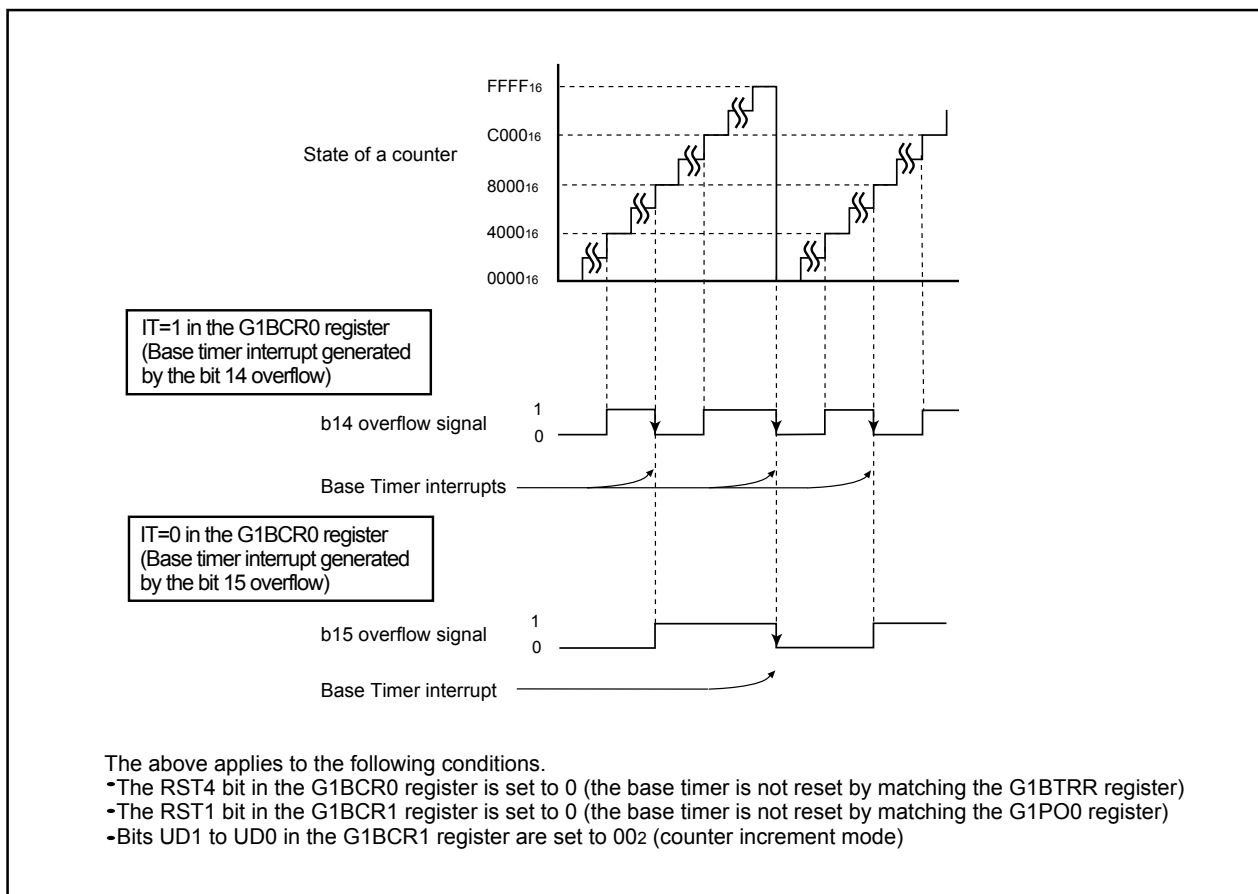 FFFF16
C00016
State of a counter
800016
400016
000016
IT=1 in the G1BCR0 register
(Base timer interrupt generated
by the bit 14 overflow)
1
b14 overflow signal
0
Base Timer interrupts
IT=0 in the G1BCR0 register
(Base timer interrupt generated
by the bit 15 overflow)
1
b15 overflow signal
0
Base Timer interrupt
The above applies to the following conditions.
•The RST4 bit in the G1BCR0 register is set to 0 (the base timer is not reset by matching the G1BTRR register)
•The RST1 bit in the G1BCR1 register is set to 0 (the base timer is not reset by matching the G1PO0 register)
•Bits UD1 to UD0 in the G1BCR1 register are set to 002 (counter increment mode)